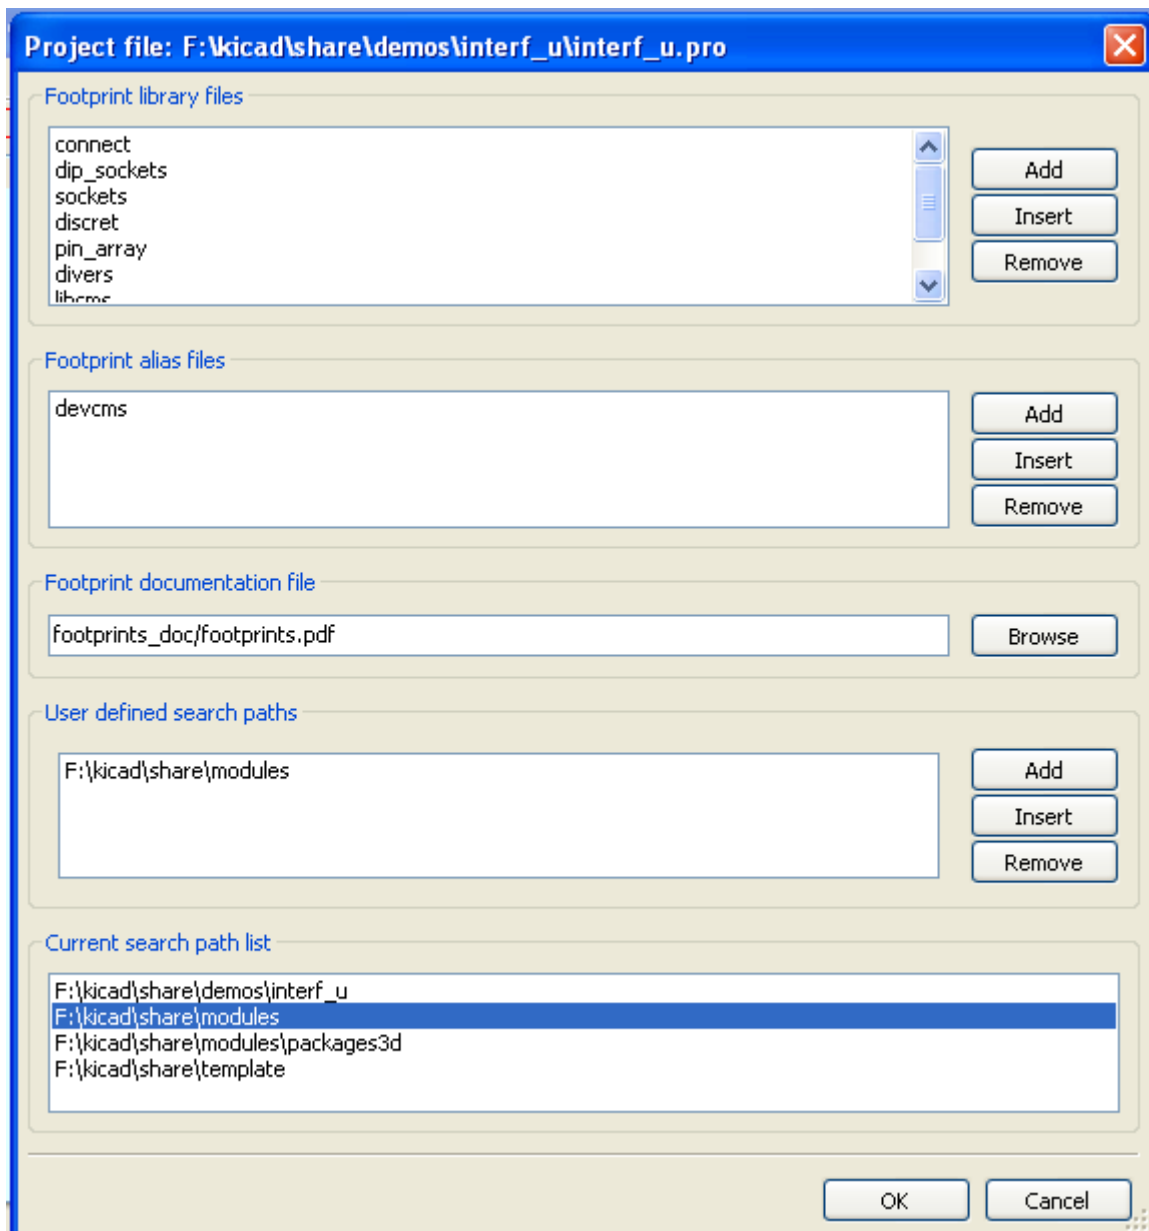 Project file: F:\kicad\share\demos\interf_u\interf_u.pro
Footprint library files
connect
dip_sockets
sockets
discret
pin_array
divers
libcms
Add
Insert
Remove
Footprint alias files
devcms
Add
Insert
Remove
Footprint documentation file
footprints_doc/footprints.pdf
Browse
User defined search paths
F:\kicad\share\modules
Add
Insert
Remove
Current search path list
F:\kicad\share\demos\interf_u
F:\kicad\share\modules
F:\kicad\share\modules\packages3d
F:\kicad\share\template
OK
Cancel